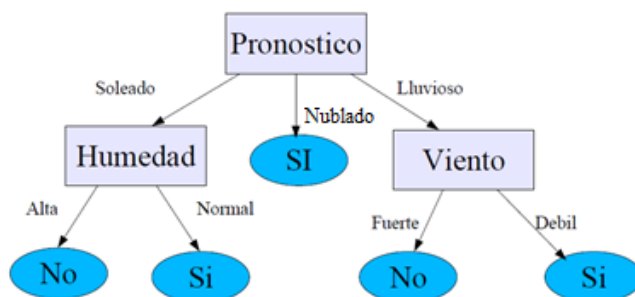 Pronostico
Soleado
Nublado
Lluvioso
Humedad
SI
Viento
Alta
Normal
Fuerte
Debil
No
Si
No
Si